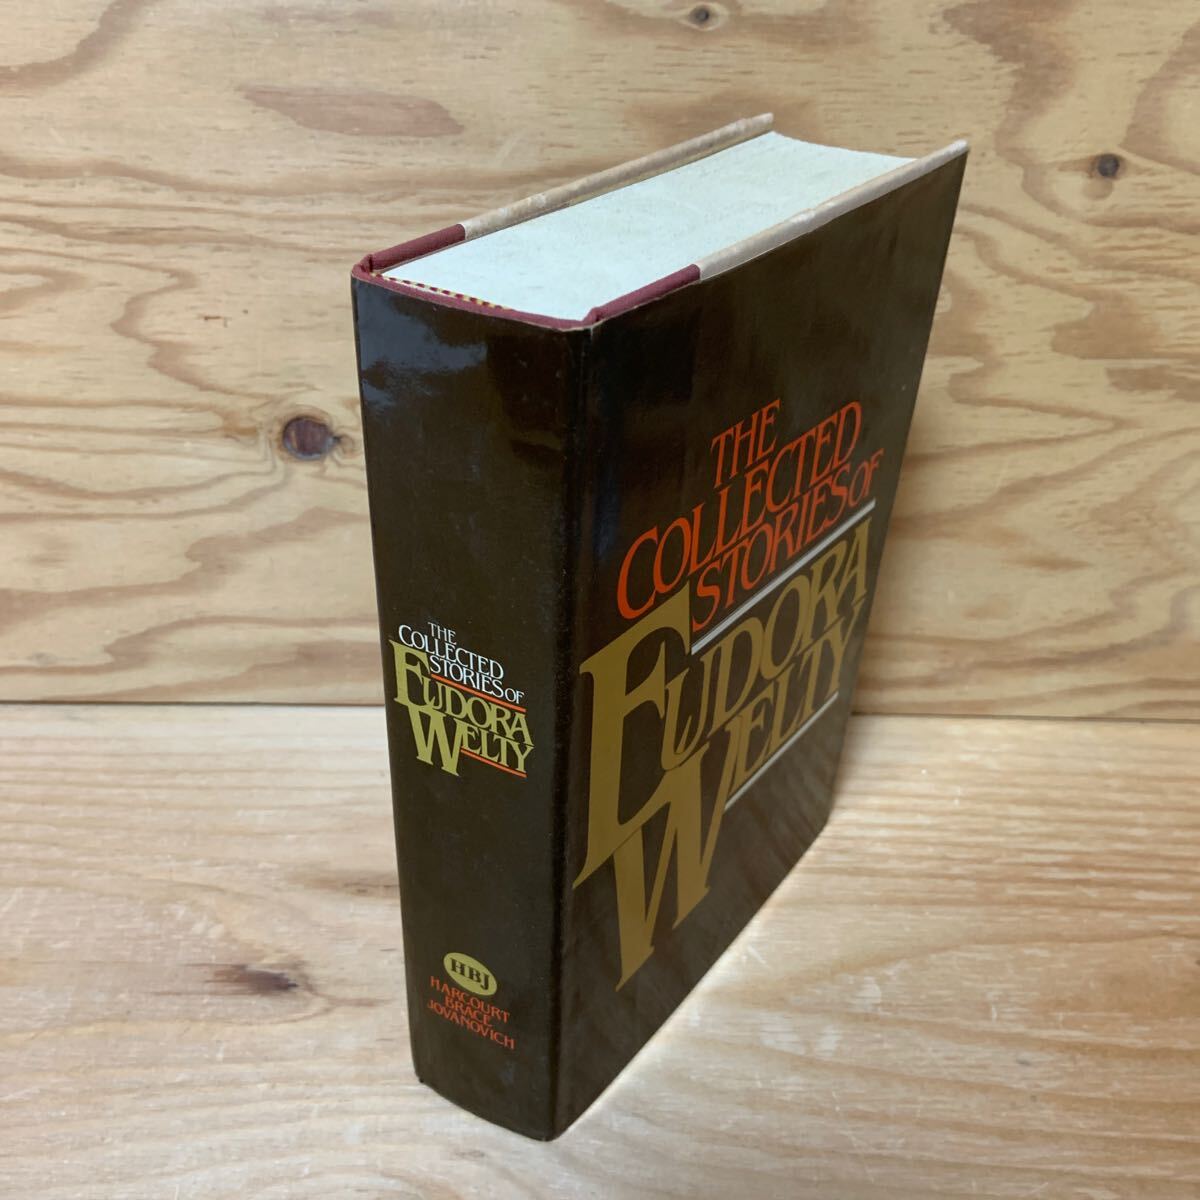 THE
COLLECTED
STORIES OF
EUDORA
WELTY
HBJ
HARCOURT
BRACE
JOVANOVICH
THE
COLLECTED
STORIES OF
EUDORA
WELTY